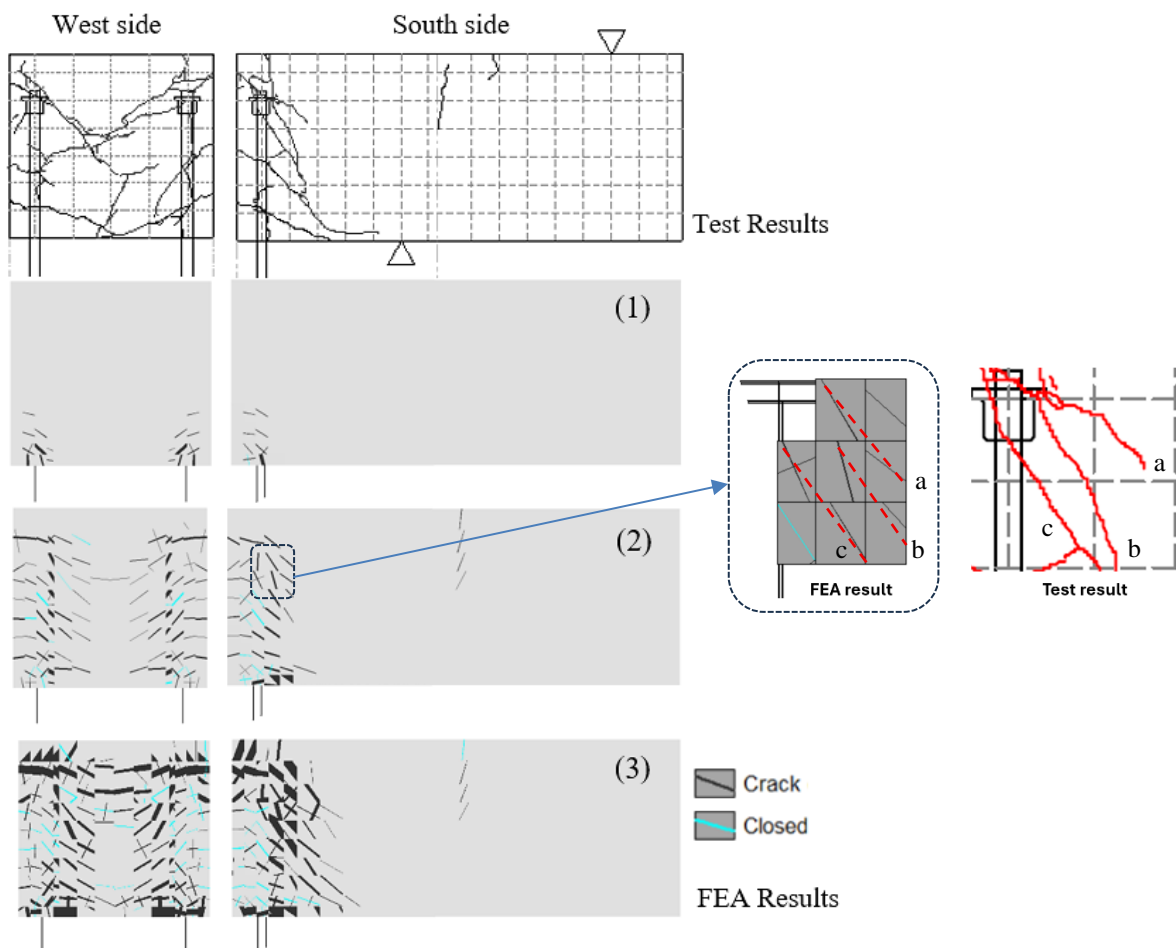 West side
South side
Test Results
(1)
(2)
(3)
a
b
c
FEA result
a
b
c
Test result
Crack
Closed
FEA Results